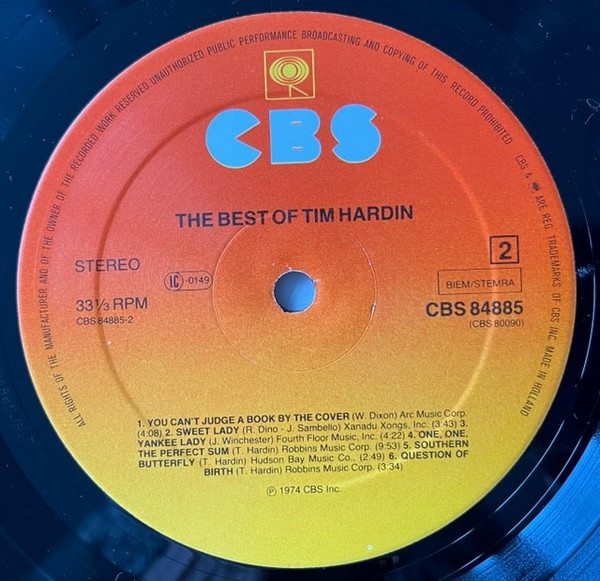 ALL RIGHTS OF THE MANUFACTURER AND OF THE OWNER OF THE RECORDED WORK RESERVED UNAUTHORIZED PUBLIC PERFORMANCE BROADCASTING AND COPYING OF THIS RECORD PROHIBITED
CBS & ARE REG. TRADEMARKS OF CBS INC. MADE IN HOLLAND
CBS
THE BEST OF TIM HARDIN
STEREO
LC-0149
2
33 1/3 RPM
CBS 84885-2
BIEM/STEMRA
CBS 84885
(CBS 80090)
1. YOU CAN'T JUDGE A BOOK BY THE COVER (W. Dixon) Arc Music Corp.
(4:08) 2. SWEET LADY (R. Dino - J. Sambello) Xanadu Xongs, Inc. (3:43) 3.
YANKEE LADY (J. Winchester) Fourth Floor Music, Inc. (4:22) 4. ONE, ONE,
THE PERFECT SUM (T. Hardin) Robbins Music Corp. (9:53) 5. SOUTHERN
BUTTERFLY (T. Hardin) Hudson Bay Music Co.. (2:49) 6. QUESTION OF
BIRTH (T. Hardin) Robbins Music Corp. (3:34)
℗ 1974 CBS Inc.